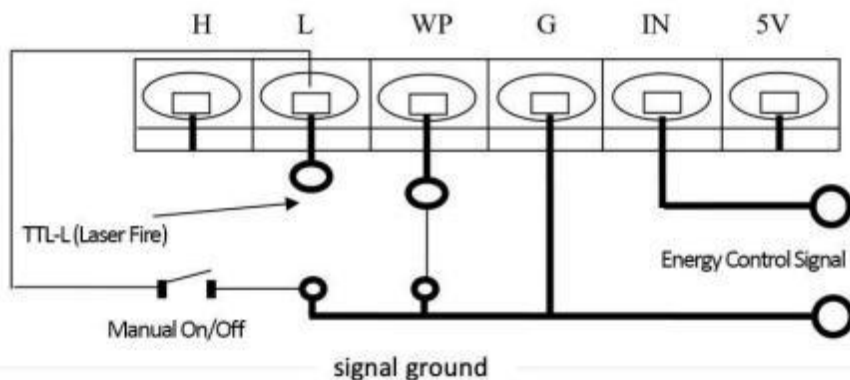 H L WP G IN 5V
TTL-L (Laser Fire)
Energy Control Signal
Manual On/Off
signal ground